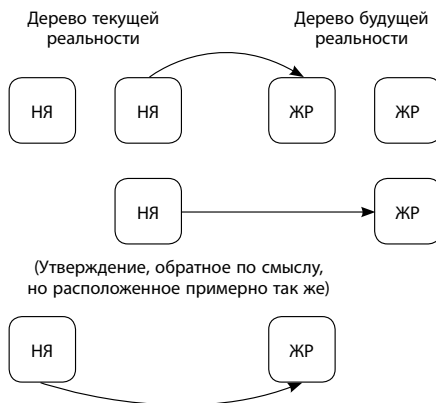 Дерево текущей
реальности
Дерево будущей
реальности
НЯ НЯ ЖР ЖР
НЯ ЖР
(Утверждение, обратное по смыслу,
но расположенное примерно так же)
НЯ ЖР